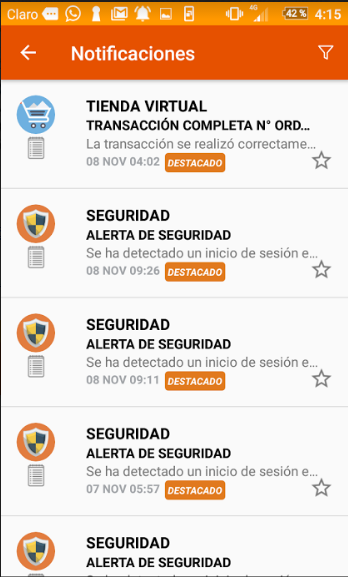 Claro 4G 42 % 4:15
Notificaciones
TIENDA VIRTUAL
TRANSACCIÓN COMPLETA N° ORD...
La transacción se realizó correctame...
08 NOV 04:02 DESTACADO
SEGURIDAD
ALERTA DE SEGURIDAD
Se ha detectado un inicio de sesión e...
08 NOV 09:26 DESTACADO
SEGURIDAD
ALERTA DE SEGURIDAD
Se ha detectado un inicio de sesión e...
08 NOV 09:11 DESTACADO
SEGURIDAD
ALERTA DE SEGURIDAD
Se ha detectado un inicio de sesión e...
07 NOV 05:57 DESTACADO
SEGURIDAD
ALERTA DE SEGURIDAD